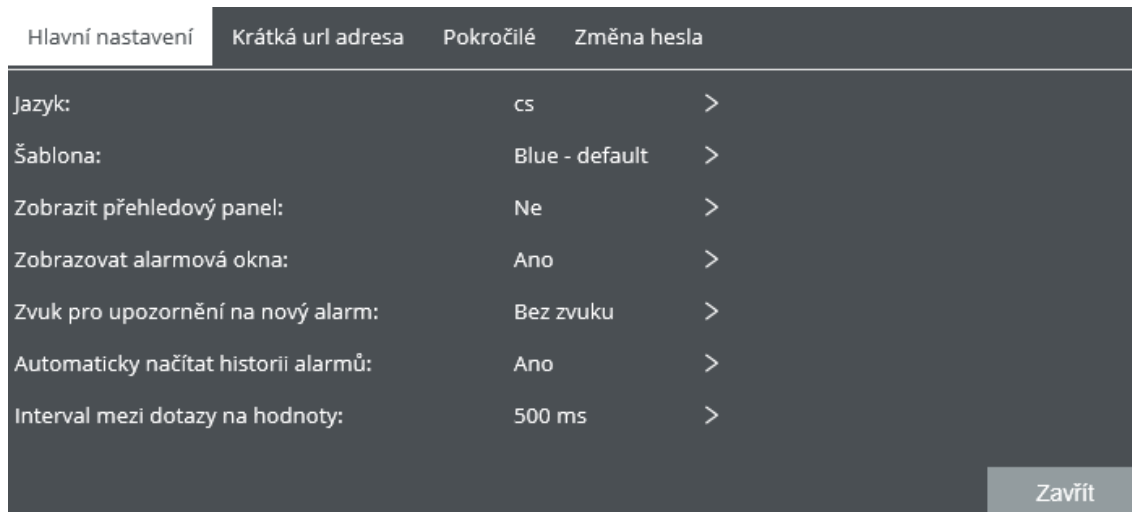 Hlavní nastavení Krátká url adresa Pokročilé Změna hesla
Jazyk: cs >
Šablona: Blue - default >
Zobrazit přehledový panel: Ne >
Zobrazovat alarmová okna: Ano >
Zvuk pro upozornění na nový alarm: Bez zvuku >
Automaticky načítat historii alarmů: Ano >
Interval mezi dotazy na hodnoty: 500 ms >
Zavřít